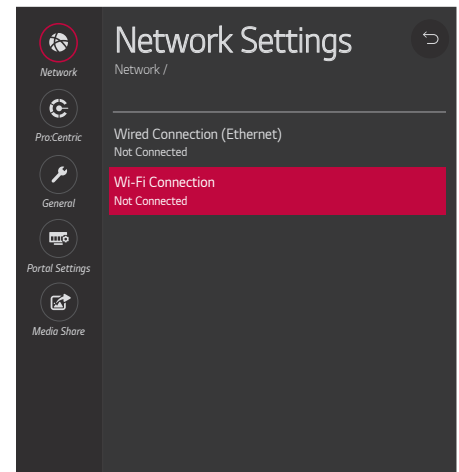 Network Settings
Network /
Network
Pro:Centric
General
Portal Settings
Media Share
Wired Connection (Ethernet)
Not Connected
Wi-Fi Connection
Not Connected